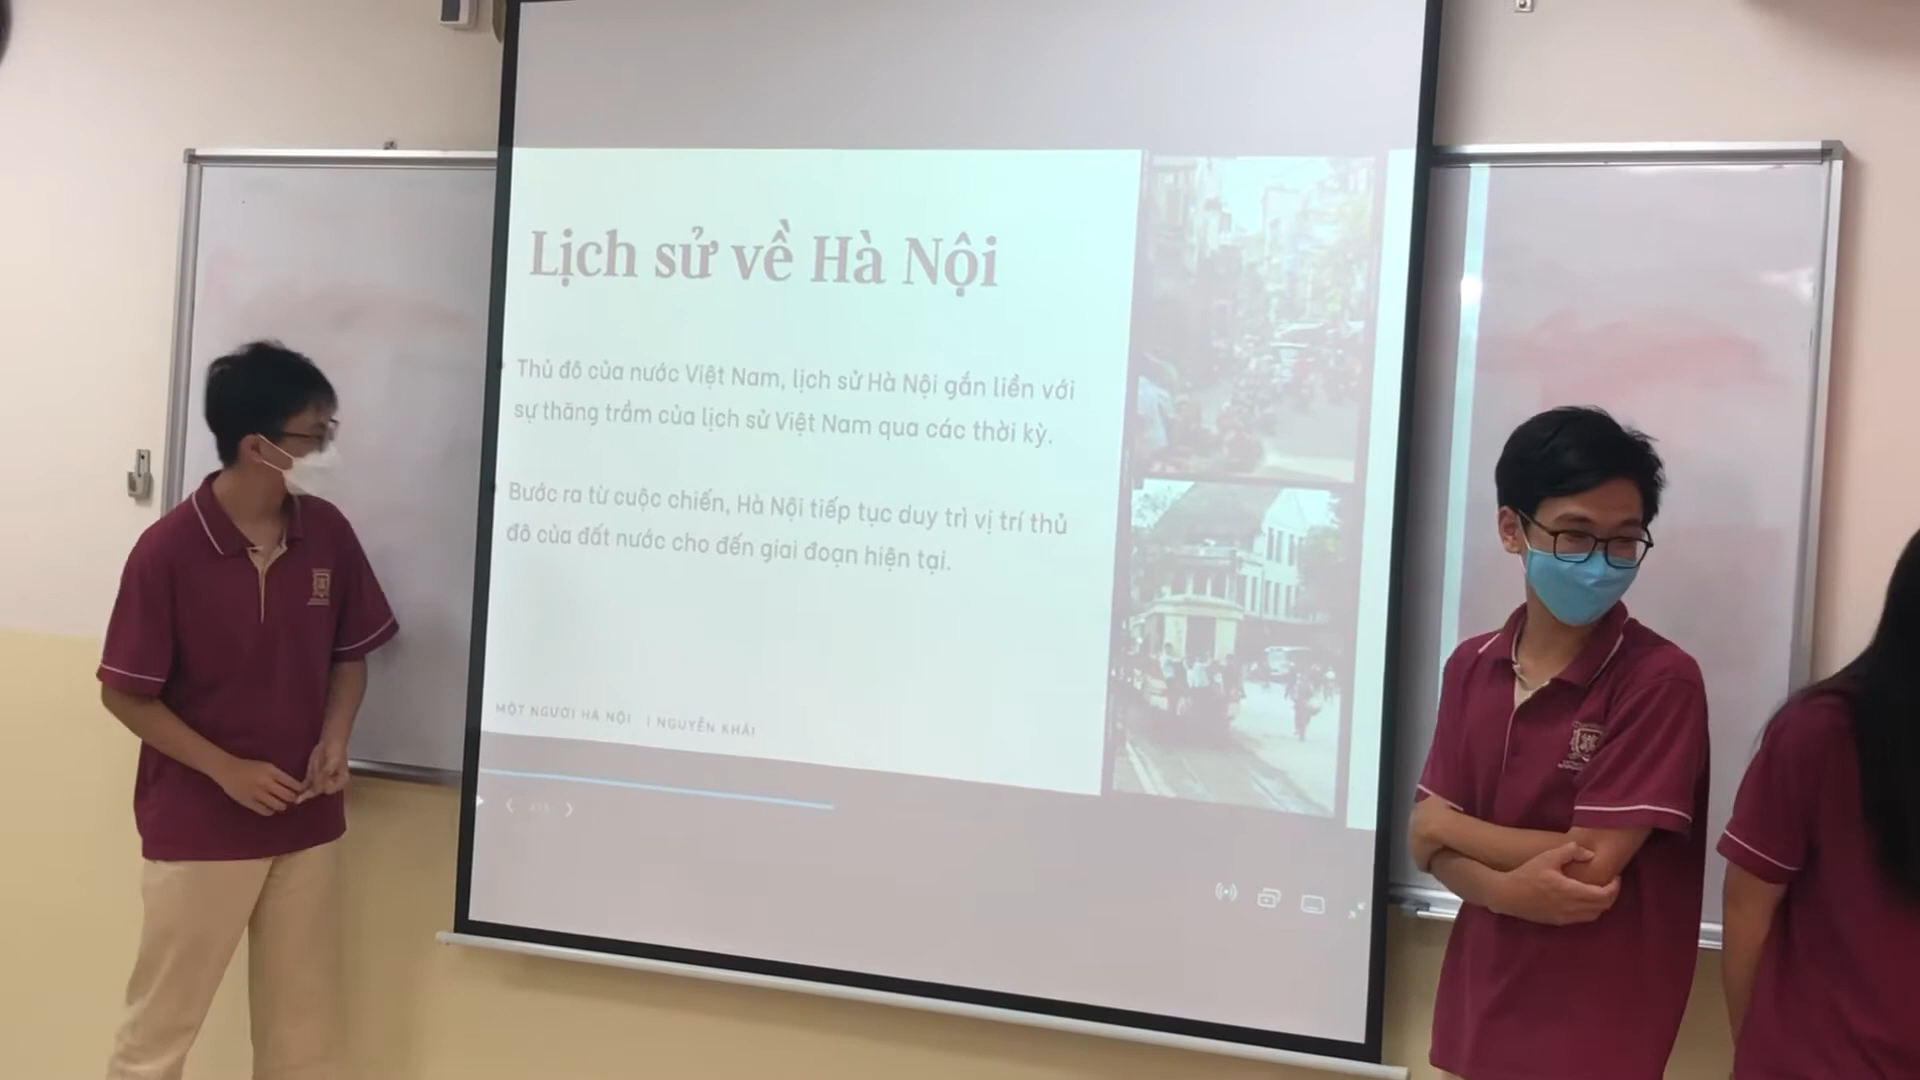 Lịch sử về Hà Nội
Thủ đô của nước Việt Nam, lịch sử Hà Nội gắn liền với
sự thăng trầm của lịch sử Việt Nam qua các thời kỳ.
Bước ra từ cuộc chiến, Hà Nội tiếp tục duy trì vị trí thủ
đô của đất nước cho đến giai đoạn hiện tại.
MỘT NGƯỜI HÀ NỘI | NGUYỄN KHẢI